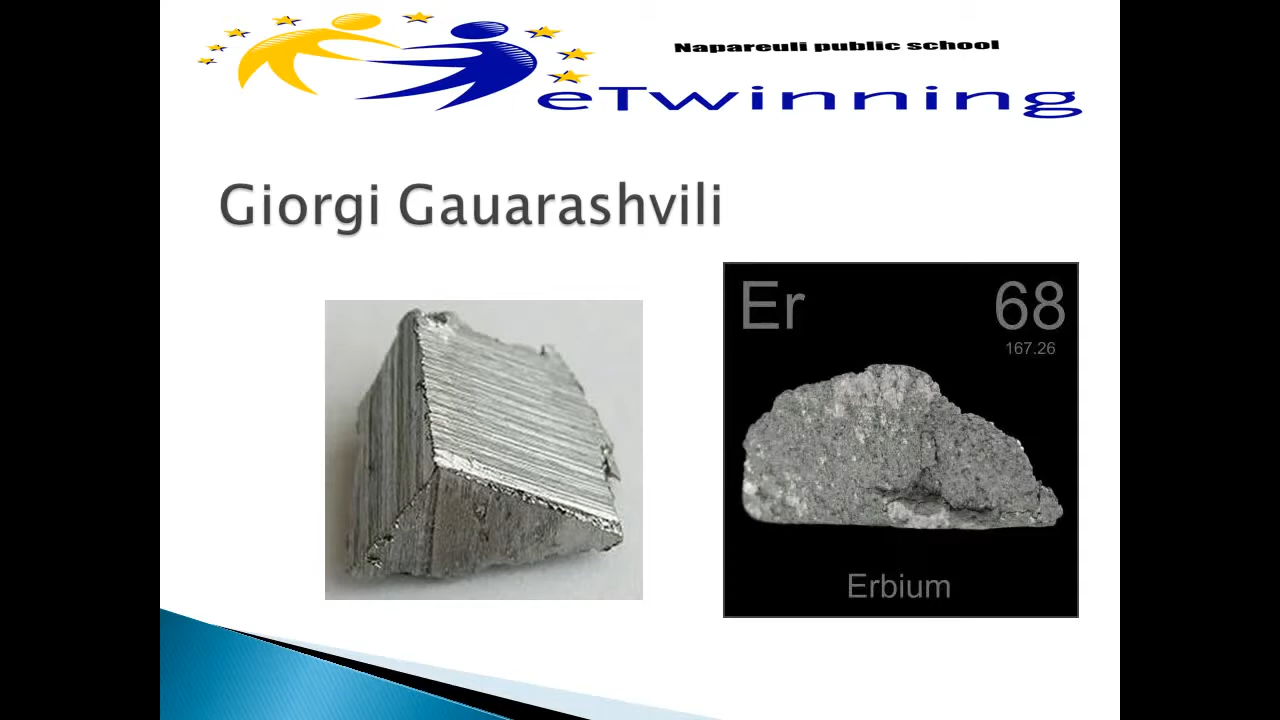 Napareuli public school
eTwinning
Giorgi Gauarashvili
Er 68
167.26
Erbium